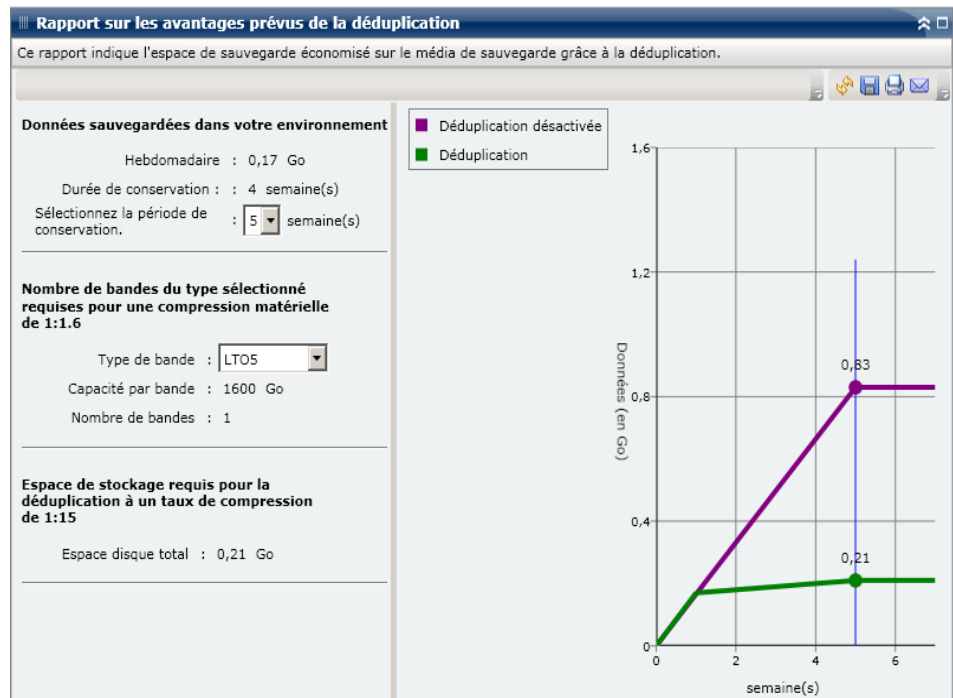 Rapport sur les avantages prévus de la déduplication
Ce rapport indique l'espace de sauvegarde économisé sur le média de sauvegarde grâce à la déduplication.
Données sauvegardées dans votre environnement
Hebdomadaire : 0,17 Go
Durée de conservation : : 4 semaine(s)
Sélectionnez la période de
conservation. : 5 semaine(s)
Nombre de bandes du type sélectionné
requises pour une compression matérielle
de 1:1.6
Type de bande : LTO5
Capacité par bande : 1600 Go
Nombre de bandes : 1
Espace de stockage requis pour la
déduplication à un taux de compression
de 1:15
Espace disque total : 0,21 Go
Déduplication désactivée
Déduplication
1,6
1,2
0,8
0,4
0
Données (en Go)
0,83
0,21
0 2 4 6
semaine(s)